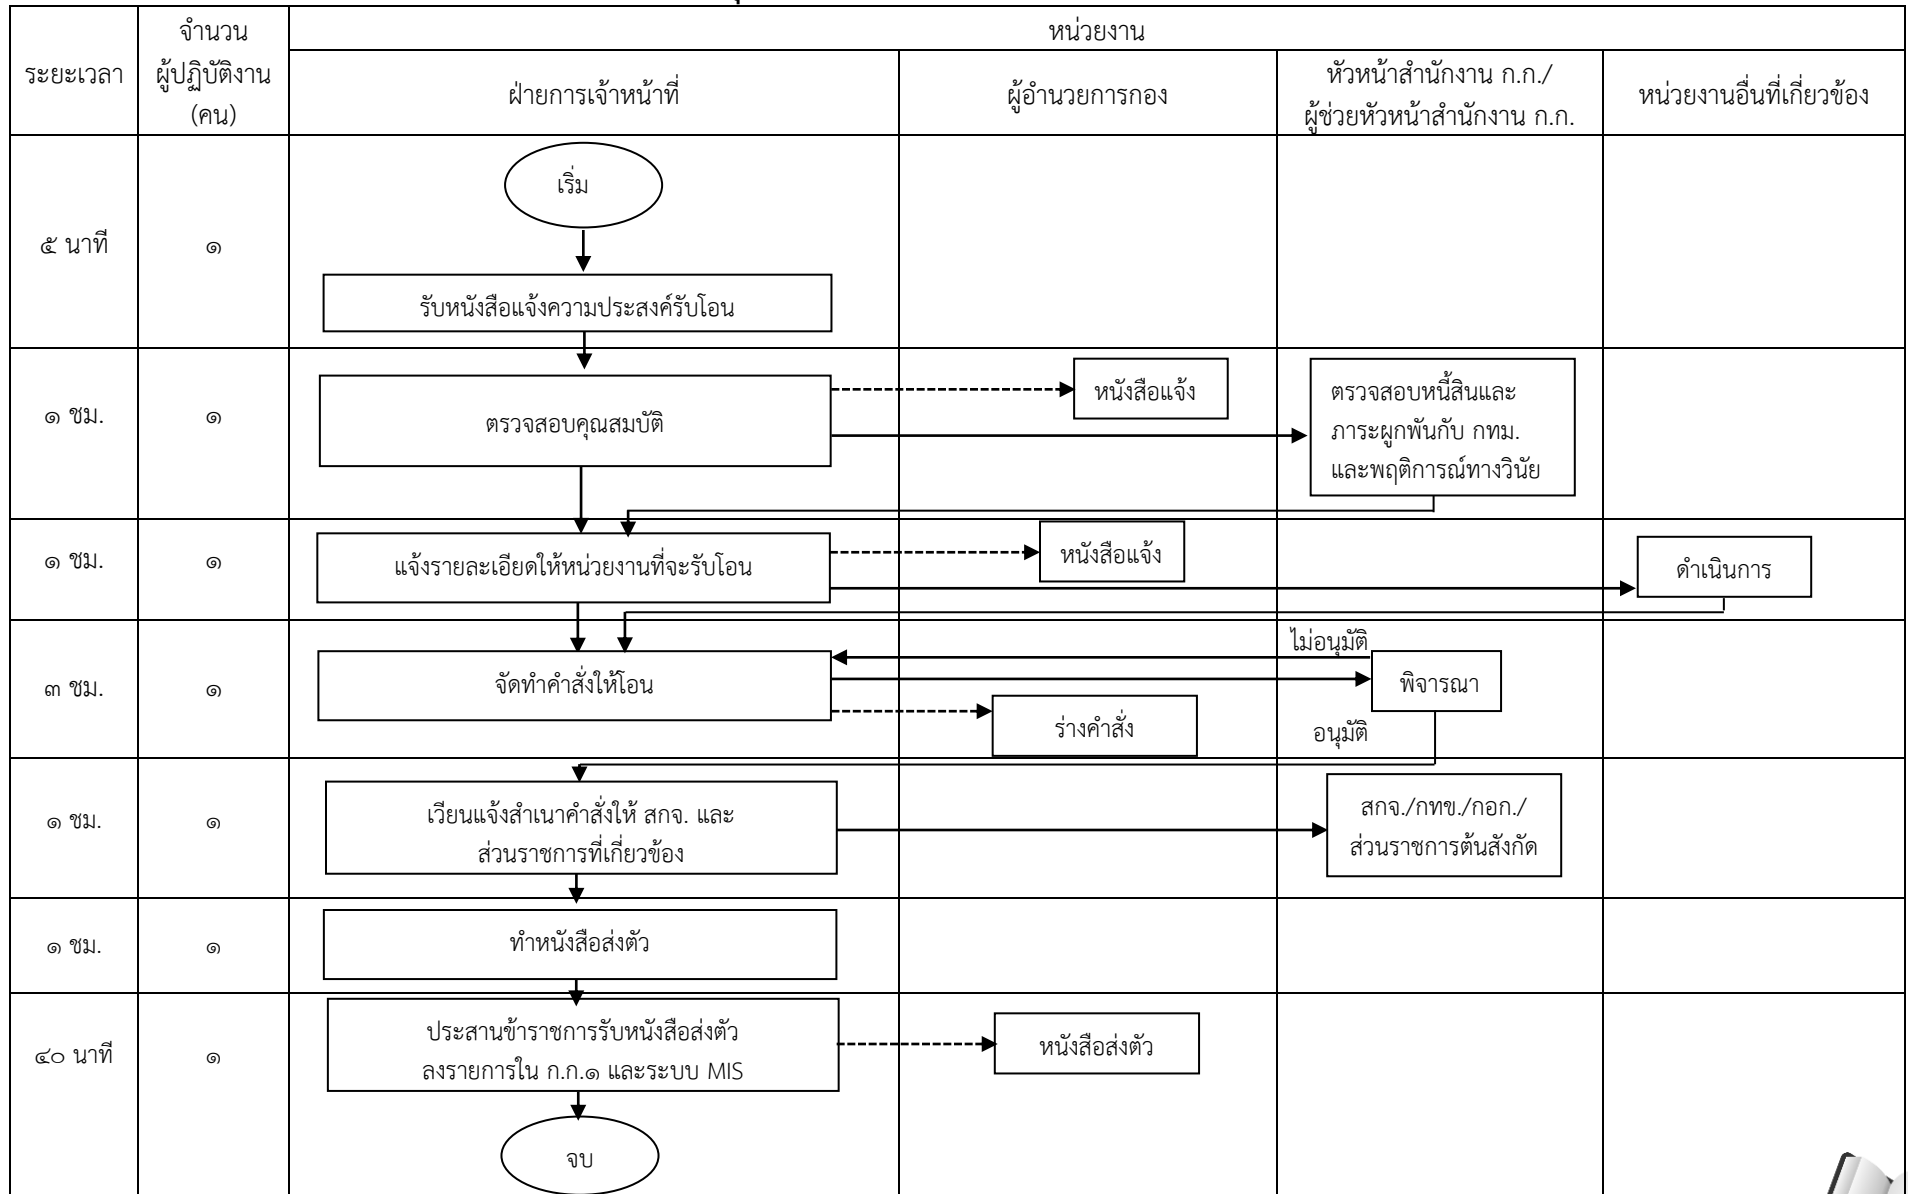 ระยะเวลา
จำนวน
ผู้ปฏิบัติงาน
(คน)
หน่วยงาน
ฝ่ายการเจ้าหน้าที่
ผู้อำนวยการกอง
หัวหน้าสำนักงาน ก.ก./
ผู้ช่วยหัวหน้าสำนักงาน ก.ก.
หน่วยงานอื่นที่เกี่ยวข้อง
๕ นาที
๑
เริ่ม
รับหนังสือแจ้งความประสงค์รับโอน
๑ ชม.
๑
ตรวจสอบคุณสมบัติ
หนังสือแจ้ง
ตรวจสอบหนี้สินและ
ภาระผูกพันกับ กทม.
และพฤติการณ์ทางวินัย
๑ ชม.
๑
แจ้งรายละเอียดให้หน่วยงานที่จะรับโอน
หนังสือแจ้ง
ดำเนินการ
๓ ชม.
๑
จัดทำคำสั่งให้โอน
ร่างคำสั่ง
ไม่อนุมัติ
พิจารณา
อนุมัติ
๑ ชม.
๑
เวียนแจ้งสำเนาคำสั่งให้ สกจ. และ
ส่วนราชการที่เกี่ยวข้อง
สกจ./กทข./กอก./
ส่วนราชการต้นสังกัด
๑ ชม.
๑
ทำหนังสือส่งตัว
๔๐ นาที
๑
ประสานข้าราชการรับหนังสือส่งตัว
ลงรายการใน ก.ก.๑ และระบบ MIS
หนังสือส่งตัว
จบ